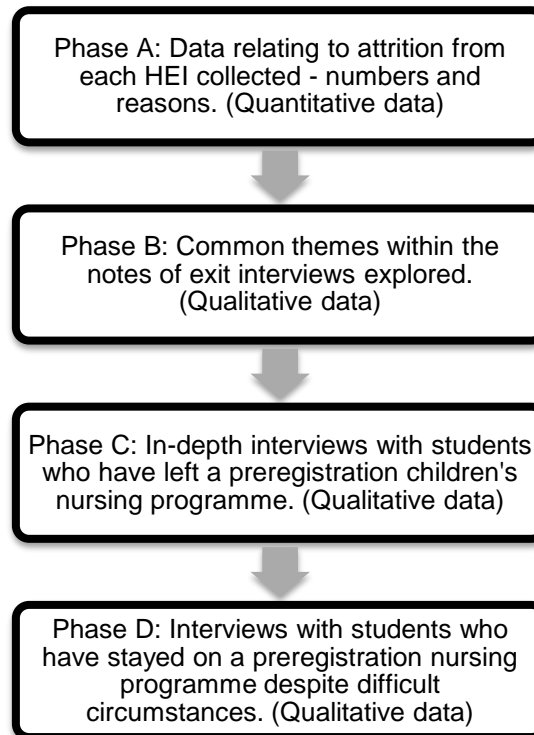 Phase A: Data relating to attrition from
each HEI collected - numbers and
reasons. (Quantitative data)
Phase B: Common themes within the
notes of exit interviews explored.
(Qualitative data)
Phase C: In-depth interviews with students
who have left a preregistration children's
nursing programme. (Qualitative data)
Phase D: Interviews with students who
have stayed on a preregistration nursing
programme despite difficult
circumstances. (Qualitative data)